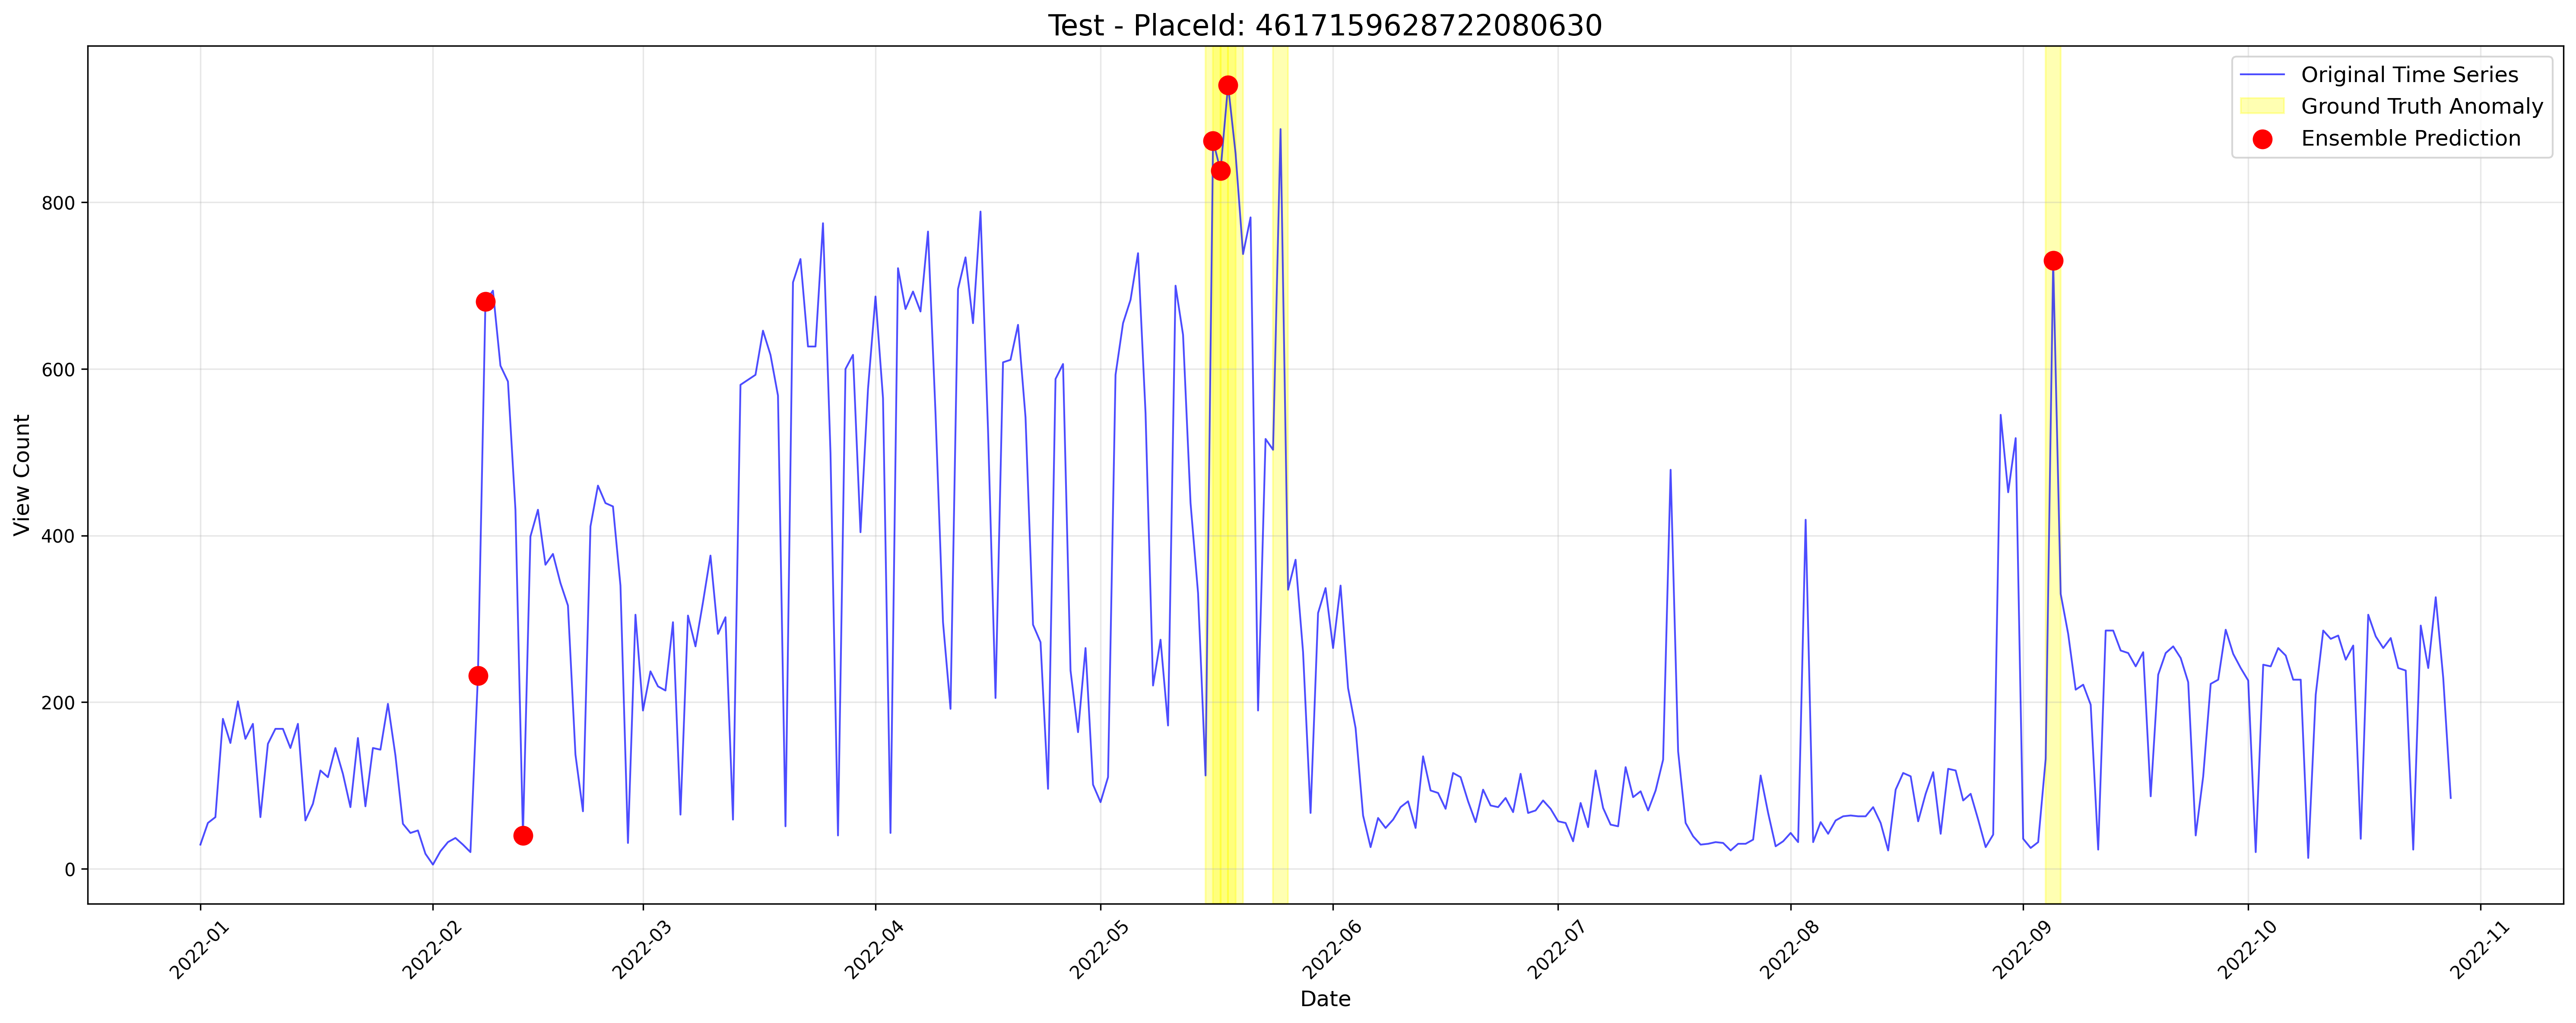 Test - PlaceId: 4617159628722080630
Original Time Series
Ground Truth Anomaly
Ensemble Prediction
View Count
800
600
400
200
0
2022-01
2022-02
2022-03
2022-04
2022-05
2022-06
2022-07
2022-08
2022-09
2022-10
2022-11
Date